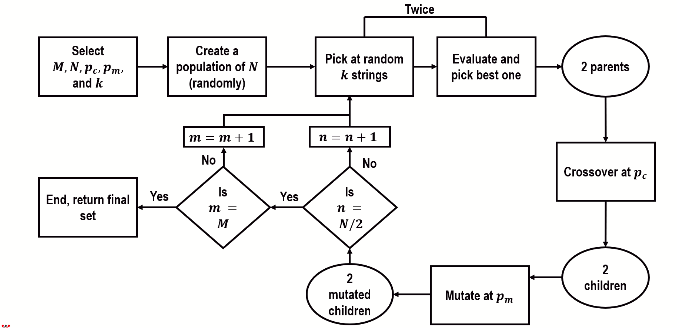 Twice
Select
M, N, p_c, p_m,
and k
Create a
population of N
(randomly)
Pick at random
k strings
Evaluate and
pick best one
2 parents
m = m + 1
n = n + 1
No
No
Crossover at p_c
End, return final
set
Yes
Is
m =
M
Yes
Is
n =
N/2
2
mutated
children
Mutate at p_m
2
children